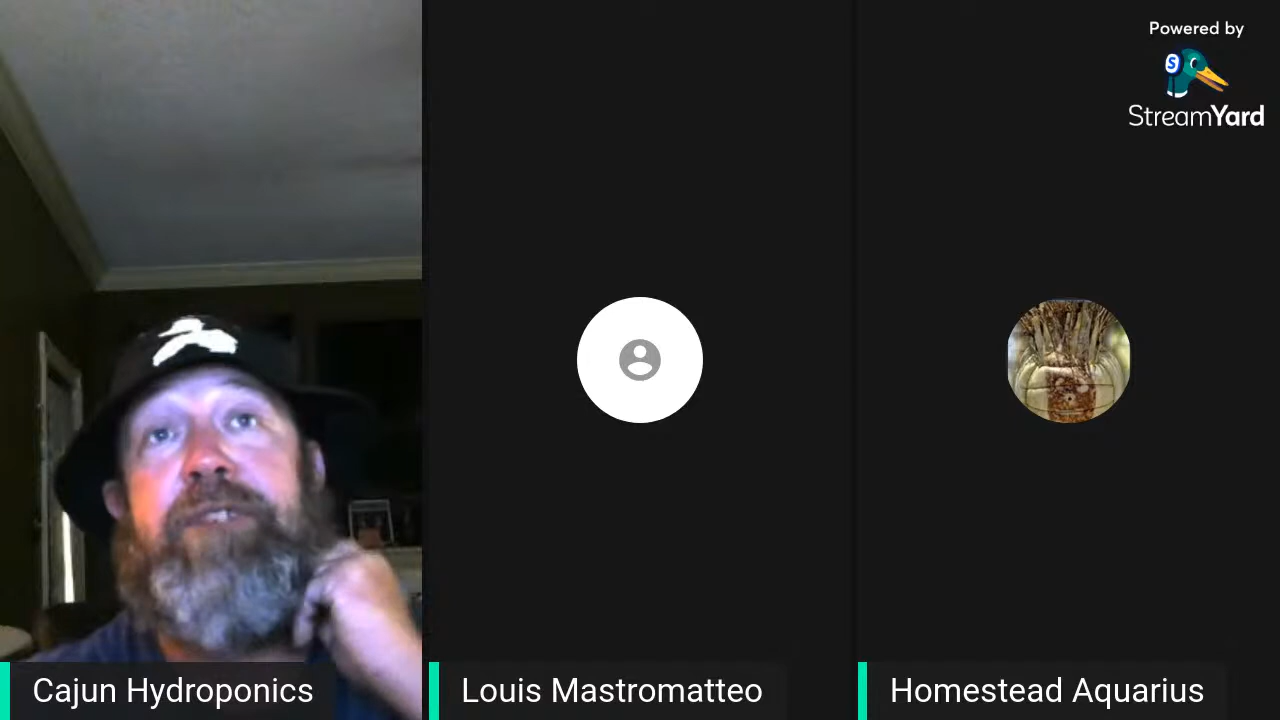 Powered by
S
StreamYard
Cajun Hydroponics
Louis Mastromatteo
Homestead Aquarius